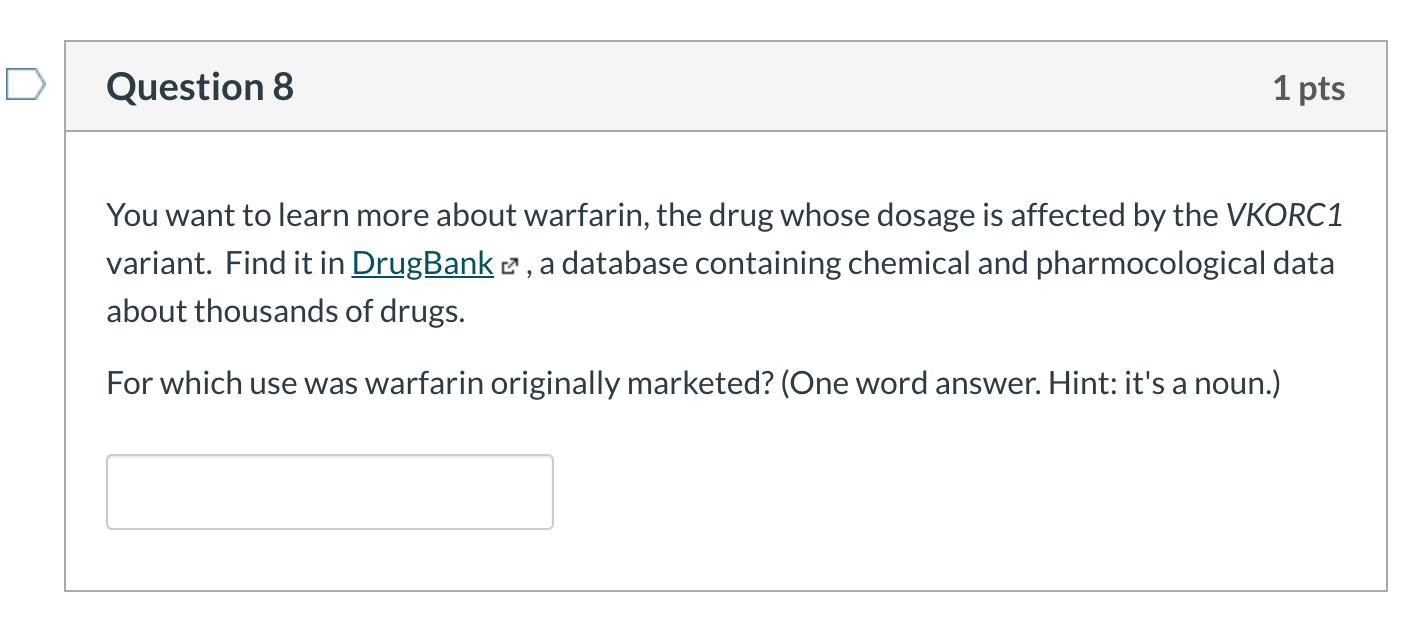 Question 8
1 pts
You want to learn more about warfarin, the drug whose dosage is affected by the VKORC1
variant. Find it in DrugBank , a database containing chemical and pharmocological data
about thousands of drugs.
For which use was warfarin originally marketed? (One word answer. Hint: it's a noun.)